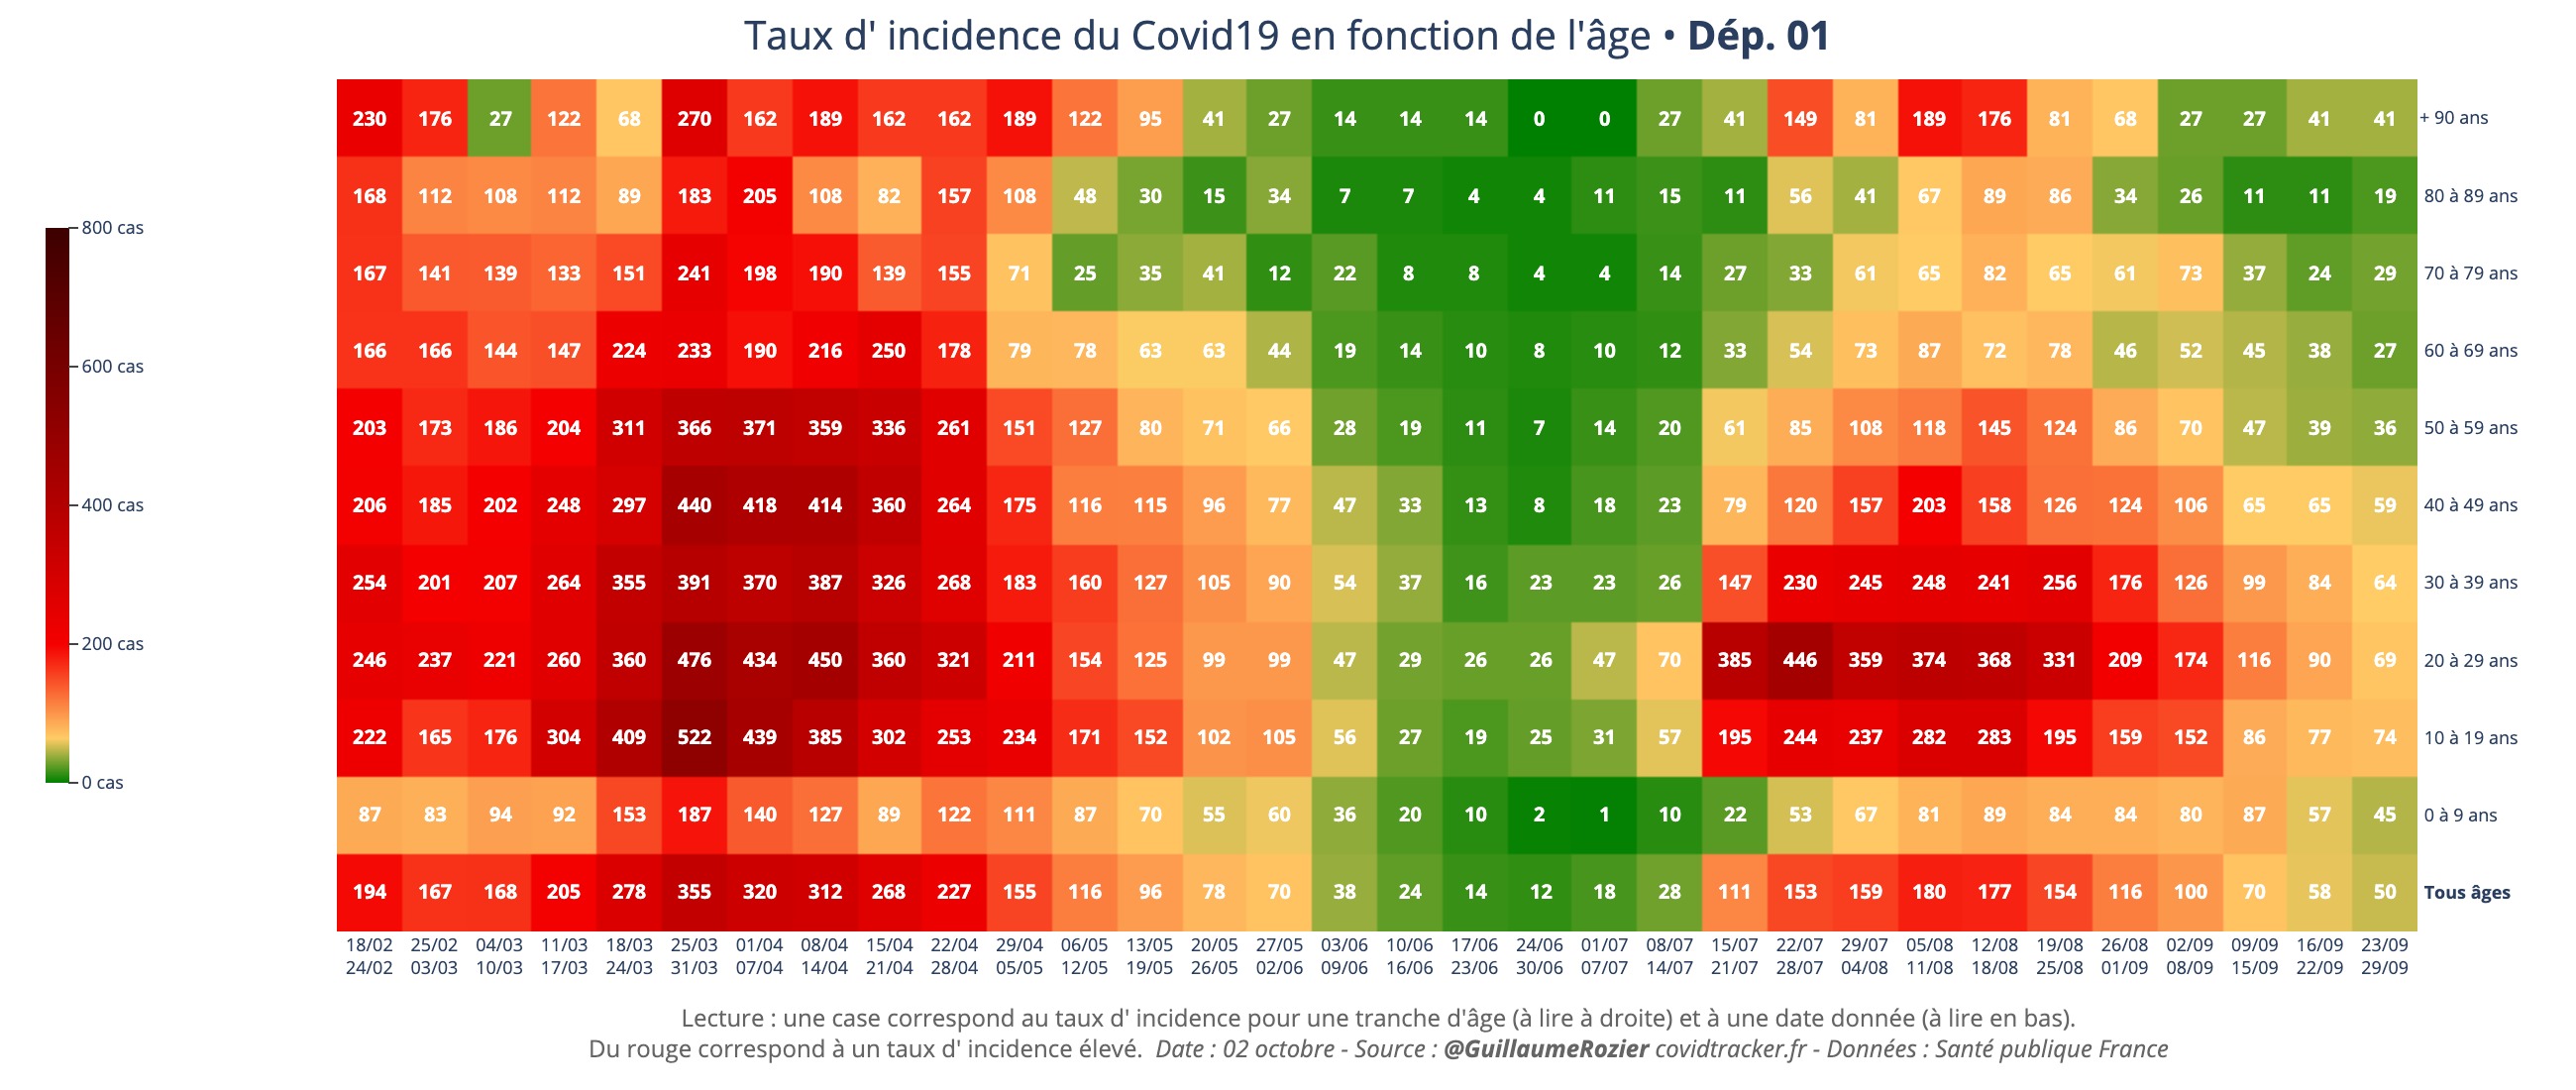 Taux d' incidence du Covid19 en fonction de l'âge • Dép. 01
800 cas
600 cas
400 cas
200 cas
0 cas
230 176 27 122 68 270 162 189 162 162 189 122 95 41 27 14 14 14 0 0 27 41 149 81 189 176 81 68 27 27 41 41 + 90 ans
168 112 108 112 89 183 205 108 82 157 108 48 30 15 34 7 7 4 4 11 15 11 56 41 67 89 86 34 26 11 11 19 80 à 89 ans
167 141 139 133 151 241 198 190 139 155 71 25 35 41 12 22 8 8 4 4 14 27 33 61 65 82 65 61 73 37 24 29 70 à 79 ans
166 166 144 147 224 233 190 216 250 178 79 78 63 63 44 19 14 10 8 10 12 33 54 73 87 72 78 46 52 45 38 27 60 à 69 ans
203 173 186 204 311 366 371 359 336 261 151 127 80 71 66 28 19 11 7 14 20 61 85 108 118 145 124 86 70 47 39 36 50 à 59 ans
206 185 202 248 297 440 418 414 360 264 175 116 115 96 77 47 33 13 8 18 23 79 120 157 203 158 126 124 106 65 65 59 40 à 49 ans
254 201 207 264 355 391 370 387 326 268 183 160 127 105 90 54 37 16 23 23 26 147 230 245 248 241 256 176 126 99 84 64 30 à 39 ans
246 237 221 260 360 476 434 450 360 321 211 154 125 99 99 47 29 26 26 47 70 385 446 359 374 368 331 209 174 116 90 69 20 à 29 ans
222 165 176 304 409 522 439 385 302 253 234 171 152 102 105 56 27 19 25 31 57 195 244 237 282 283 195 159 152 86 77 74 10 à 19 ans
87 83 94 92 153 187 140 127 89 122 111 87 70 55 60 36 20 10 2 1 10 22 53 67 81 89 84 84 80 87 57 45 0 à 9 ans
194 167 168 205 278 355 320 312 268 227 155 116 96 78 70 38 24 14 12 18 28 111 153 159 180 177 154 116 100 70 58 50 Tous âges
18/02 25/02 04/03 11/03 18/03 25/03 01/04 08/04 15/04 22/04 29/04 06/05 13/05 20/05 27/05 03/06 10/06 17/06 24/06 01/07 08/07 15/07 22/07 29/07 05/08 12/08 19/08 26/08 02/09 09/09 16/09 23/09
24/02 03/03 10/03 17/03 24/03 31/03 07/04 14/04 21/04 28/04 05/05 12/05 19/05 26/05 02/06 09/06 16/06 23/06 30/06 07/07 14/07 21/07 28/07 04/08 11/08 18/08 25/08 01/09 08/09 15/09 22/09 29/09
Lecture : une case correspond au taux d' incidence pour une tranche d'âge (à lire à droite) et à une date donnée (à lire en bas).
Du rouge correspond à un taux d' incidence élevé. Date : 02 octobre - Source : @GuillaumeRozier covidtracker.fr - Données : Santé publique France